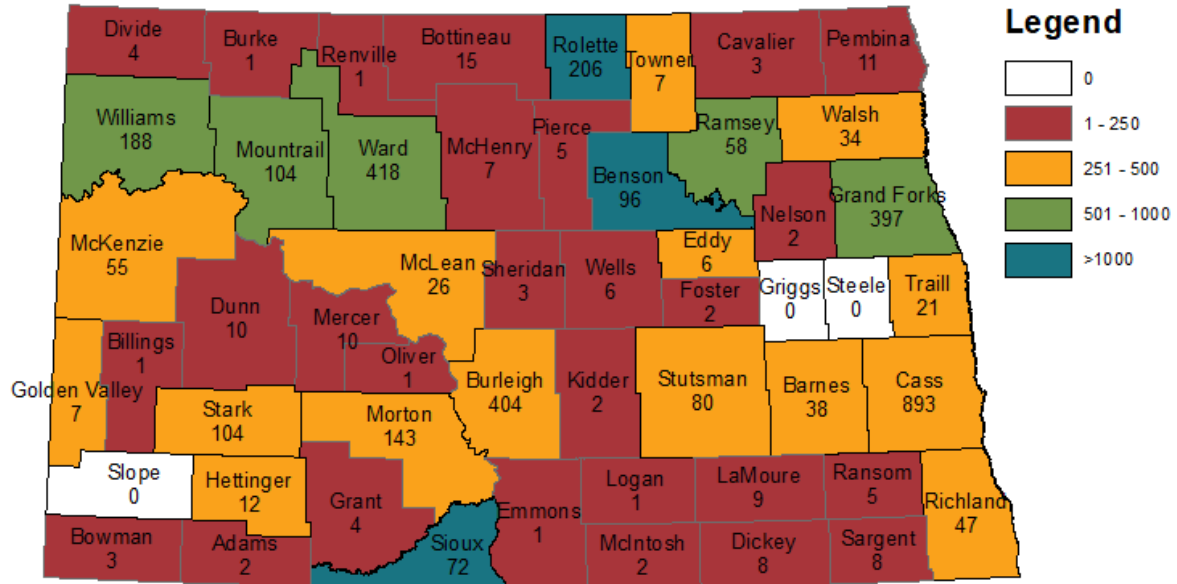 Legend
0
1 - 250
251 - 500
501 - 1000
>1000
Divide
4
Burke
1
Renville
1
Bottineau
15
Rolette
206
Towner
7
Cavalier
3
Pembina
11
Williams
188
Mountrail
104
Ward
418
McHenry
7
Pierce
5
Benson
96
Ramsey
58
Walsh
34
Nelson
2
Grand Forks
397
McKenzie
55
Dunn
10
McLean
26
Mercer
10
Oliver
1
Sheridan
3
Wells
6
Eddy
6
Foster
2
Griggs
0
Steele
0
Traill
21
Golden Valley
7
Billings
1
Stark
104
Morton
143
Burleigh
404
Kidder
2
Stutsman
80
Barnes
38
Cass
893
Slope
0
Hettinger
12
Grant
4
Bowman
3
Adams
2
Sioux
72
Emmons
1
Logan
1
LaMoure
9
Ransom
5
Richland
47
McIntosh
2
Dickey
8
Sargent
8